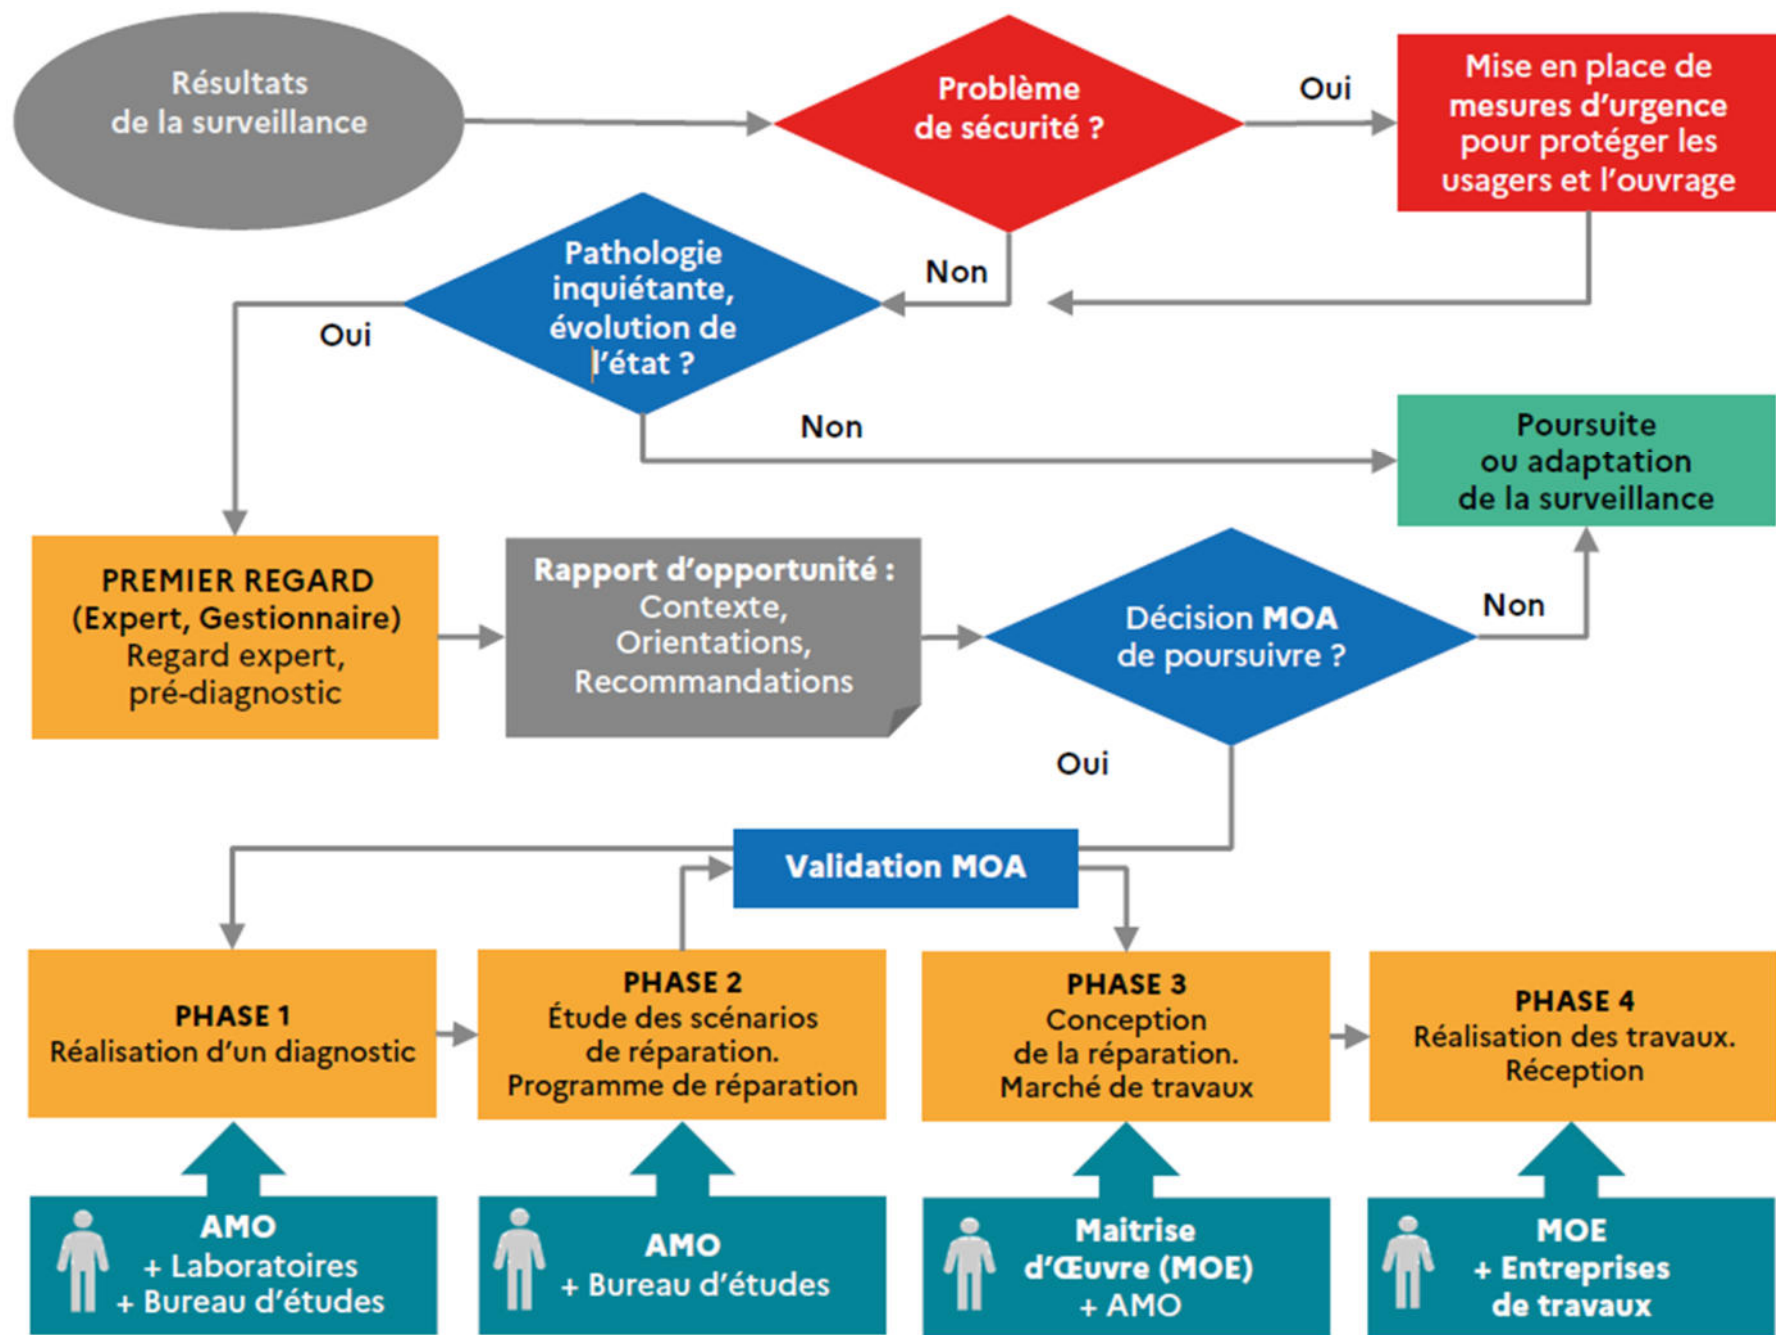 Résultats
de la surveillance
Problème
de sécurité ?
Oui
Mise en place de
mesures d'urgence
pour protéger les
usagers et l'ouvrage
Non
Pathologie
inquiétante,
évolution de
l'état ?
Oui
Non
Poursuite
ou adaptation
de la surveillance
PREMIER REGARD
(Expert, Gestionnaire)
Regard expert,
pré-diagnostic
Rapport d'opportunité :
Contexte,
Orientations,
Recommandations
Décision MOA
de poursuivre ?
Non
Oui
Validation MOA
PHASE 1
Réalisation d'un diagnostic
PHASE 2
Étude des scénarios
de réparation.
Programme de réparation
PHASE 3
Conception
de la réparation.
Marché de travaux
PHASE 4
Réalisation des travaux.
Réception
AMO
+ Laboratoires
+ Bureau d'études
AMO
+ Bureau d'études
Maitrise
d'Œuvre (MOE)
+ AMO
MOE
+ Entreprises
de travaux